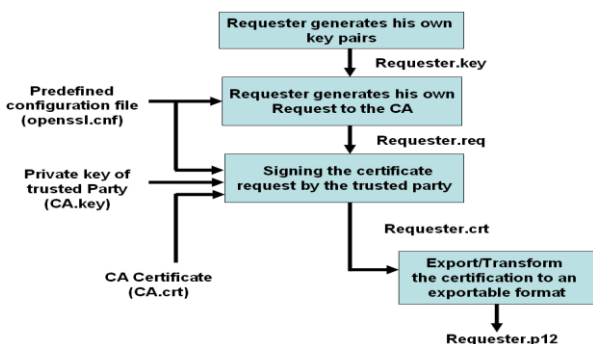 Requester generates his own
key pairs
Requester.key
Predefined
configuration file
(openssl.cnf)
Requester generates his own
Request to the CA
Requester.req
Private key of
trusted Party
(CA.key)
Signing the certificate
request by the trusted party
Requester.crt
CA Certificate
(CA.crt)
Export/Transform
the certification to an
exportable format
Requester.p12